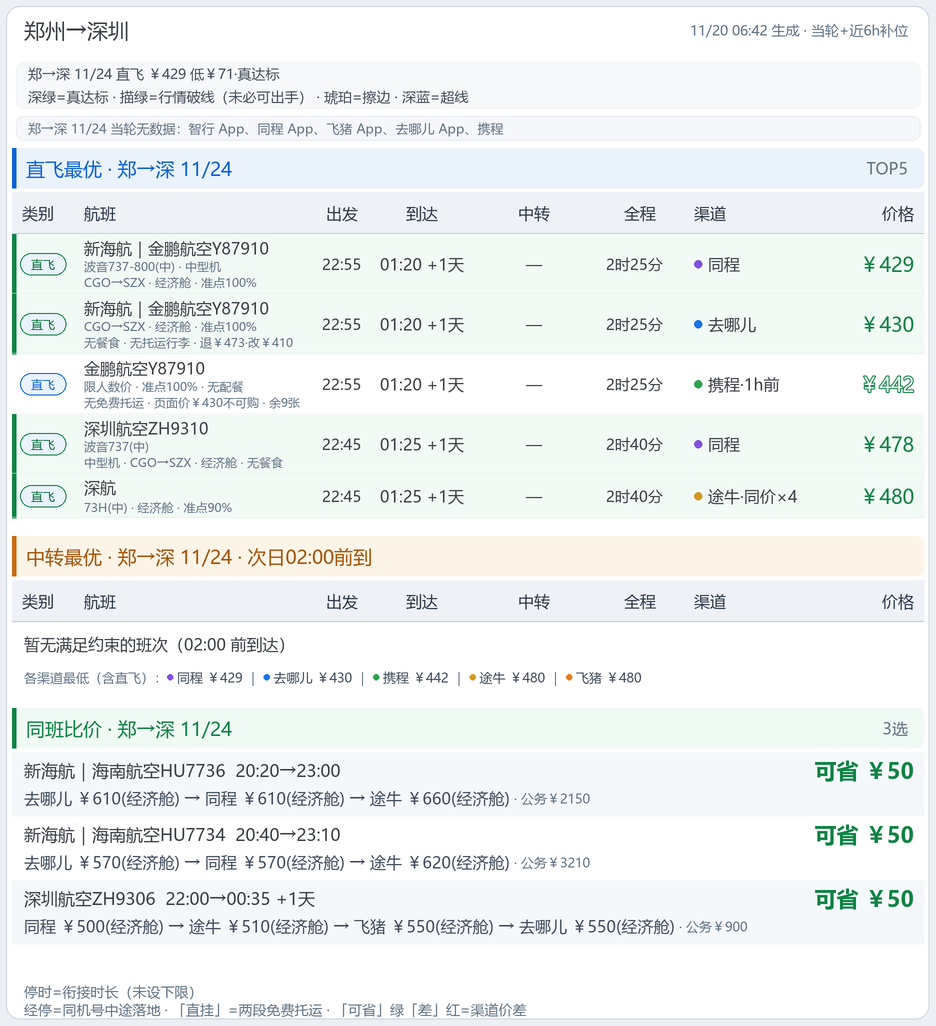 郑州→深圳
11/20 06:42 生成 · 当轮+近6h补位
郑→深 11/24 直飞 ¥429 低¥71·真达标
深绿=真达标 · 描绿=行情破线（未必可出手） · 琥珀=擦边 · 深蓝=超线
郑→深 11/24 当轮无数据：智行 App、同程 App、飞猪 App、去哪儿 App、携程
直飞最优 · 郑→深 11/24 TOP5
类别 航班 出发 到达 中转 全程 渠道 价格
新海航｜金鹏航空Y87910
波音737-800(中) · 中型机
CGO→SZX · 经济舱 · 准点100%
直飞 22:55 01:20 +1天 — 2时25分 同程 ¥429
新海航｜金鹏航空Y87910
CGO→SZX · 经济舱 · 准点100%
无餐食 · 无托运行李 · 退¥473·改¥410
直飞 22:55 01:20 +1天 — 2时25分 去哪儿 ¥430
金鹏航空Y87910
限人数价 · 准点100% · 无配餐
无免费托运 · 页面价¥430不可购 · 余9张
直飞 22:55 01:20 +1天 — 2时25分 携程·1h前 ¥442
深圳航空ZH9310
波音737(中)
中型机 · CGO→SZX · 经济舱 · 无餐食
直飞 22:45 01:25 +1天 — 2时40分 同程 ¥478
深航
73H(中) · 经济舱 · 准点90%
直飞 22:45 01:25 +1天 — 2时40分 途牛·同价×4 ¥480
中转最优 · 郑→深 11/24 · 次日02:00前到
类别 航班 出发 到达 中转 全程 渠道 价格
暂无满足约束的班次（02:00 前到达）
各渠道最低（含直飞）: 同程 ¥429 | 去哪儿 ¥430 | 携程 ¥442 | 途牛 ¥480 | 飞猪 ¥480
同班比价 · 郑→深 11/24 3选
新海航｜海南航空HU7736 20:20→23:00 可省 ¥50
去哪儿 ¥610(经济舱) → 同程 ¥610(经济舱) → 途牛 ¥660(经济舱) · 公务¥2150
新海航｜海南航空HU7734 20:40→23:10 可省 ¥50
去哪儿 ¥570(经济舱) → 同程 ¥570(经济舱) → 途牛 ¥620(经济舱) · 公务¥3210
深圳航空ZH9306 22:00→00:35 +1天 可省 ¥50
同程 ¥500(经济舱) → 途牛 ¥510(经济舱) → 飞猪 ¥550(经济舱) → 去哪儿 ¥550(经济舱) · 公务¥900
停时=衔接时长（未设下限）
经停=同机号中途落地 · 「直挂」=两段免费托运 · 「可省」绿「差」红=渠道价差